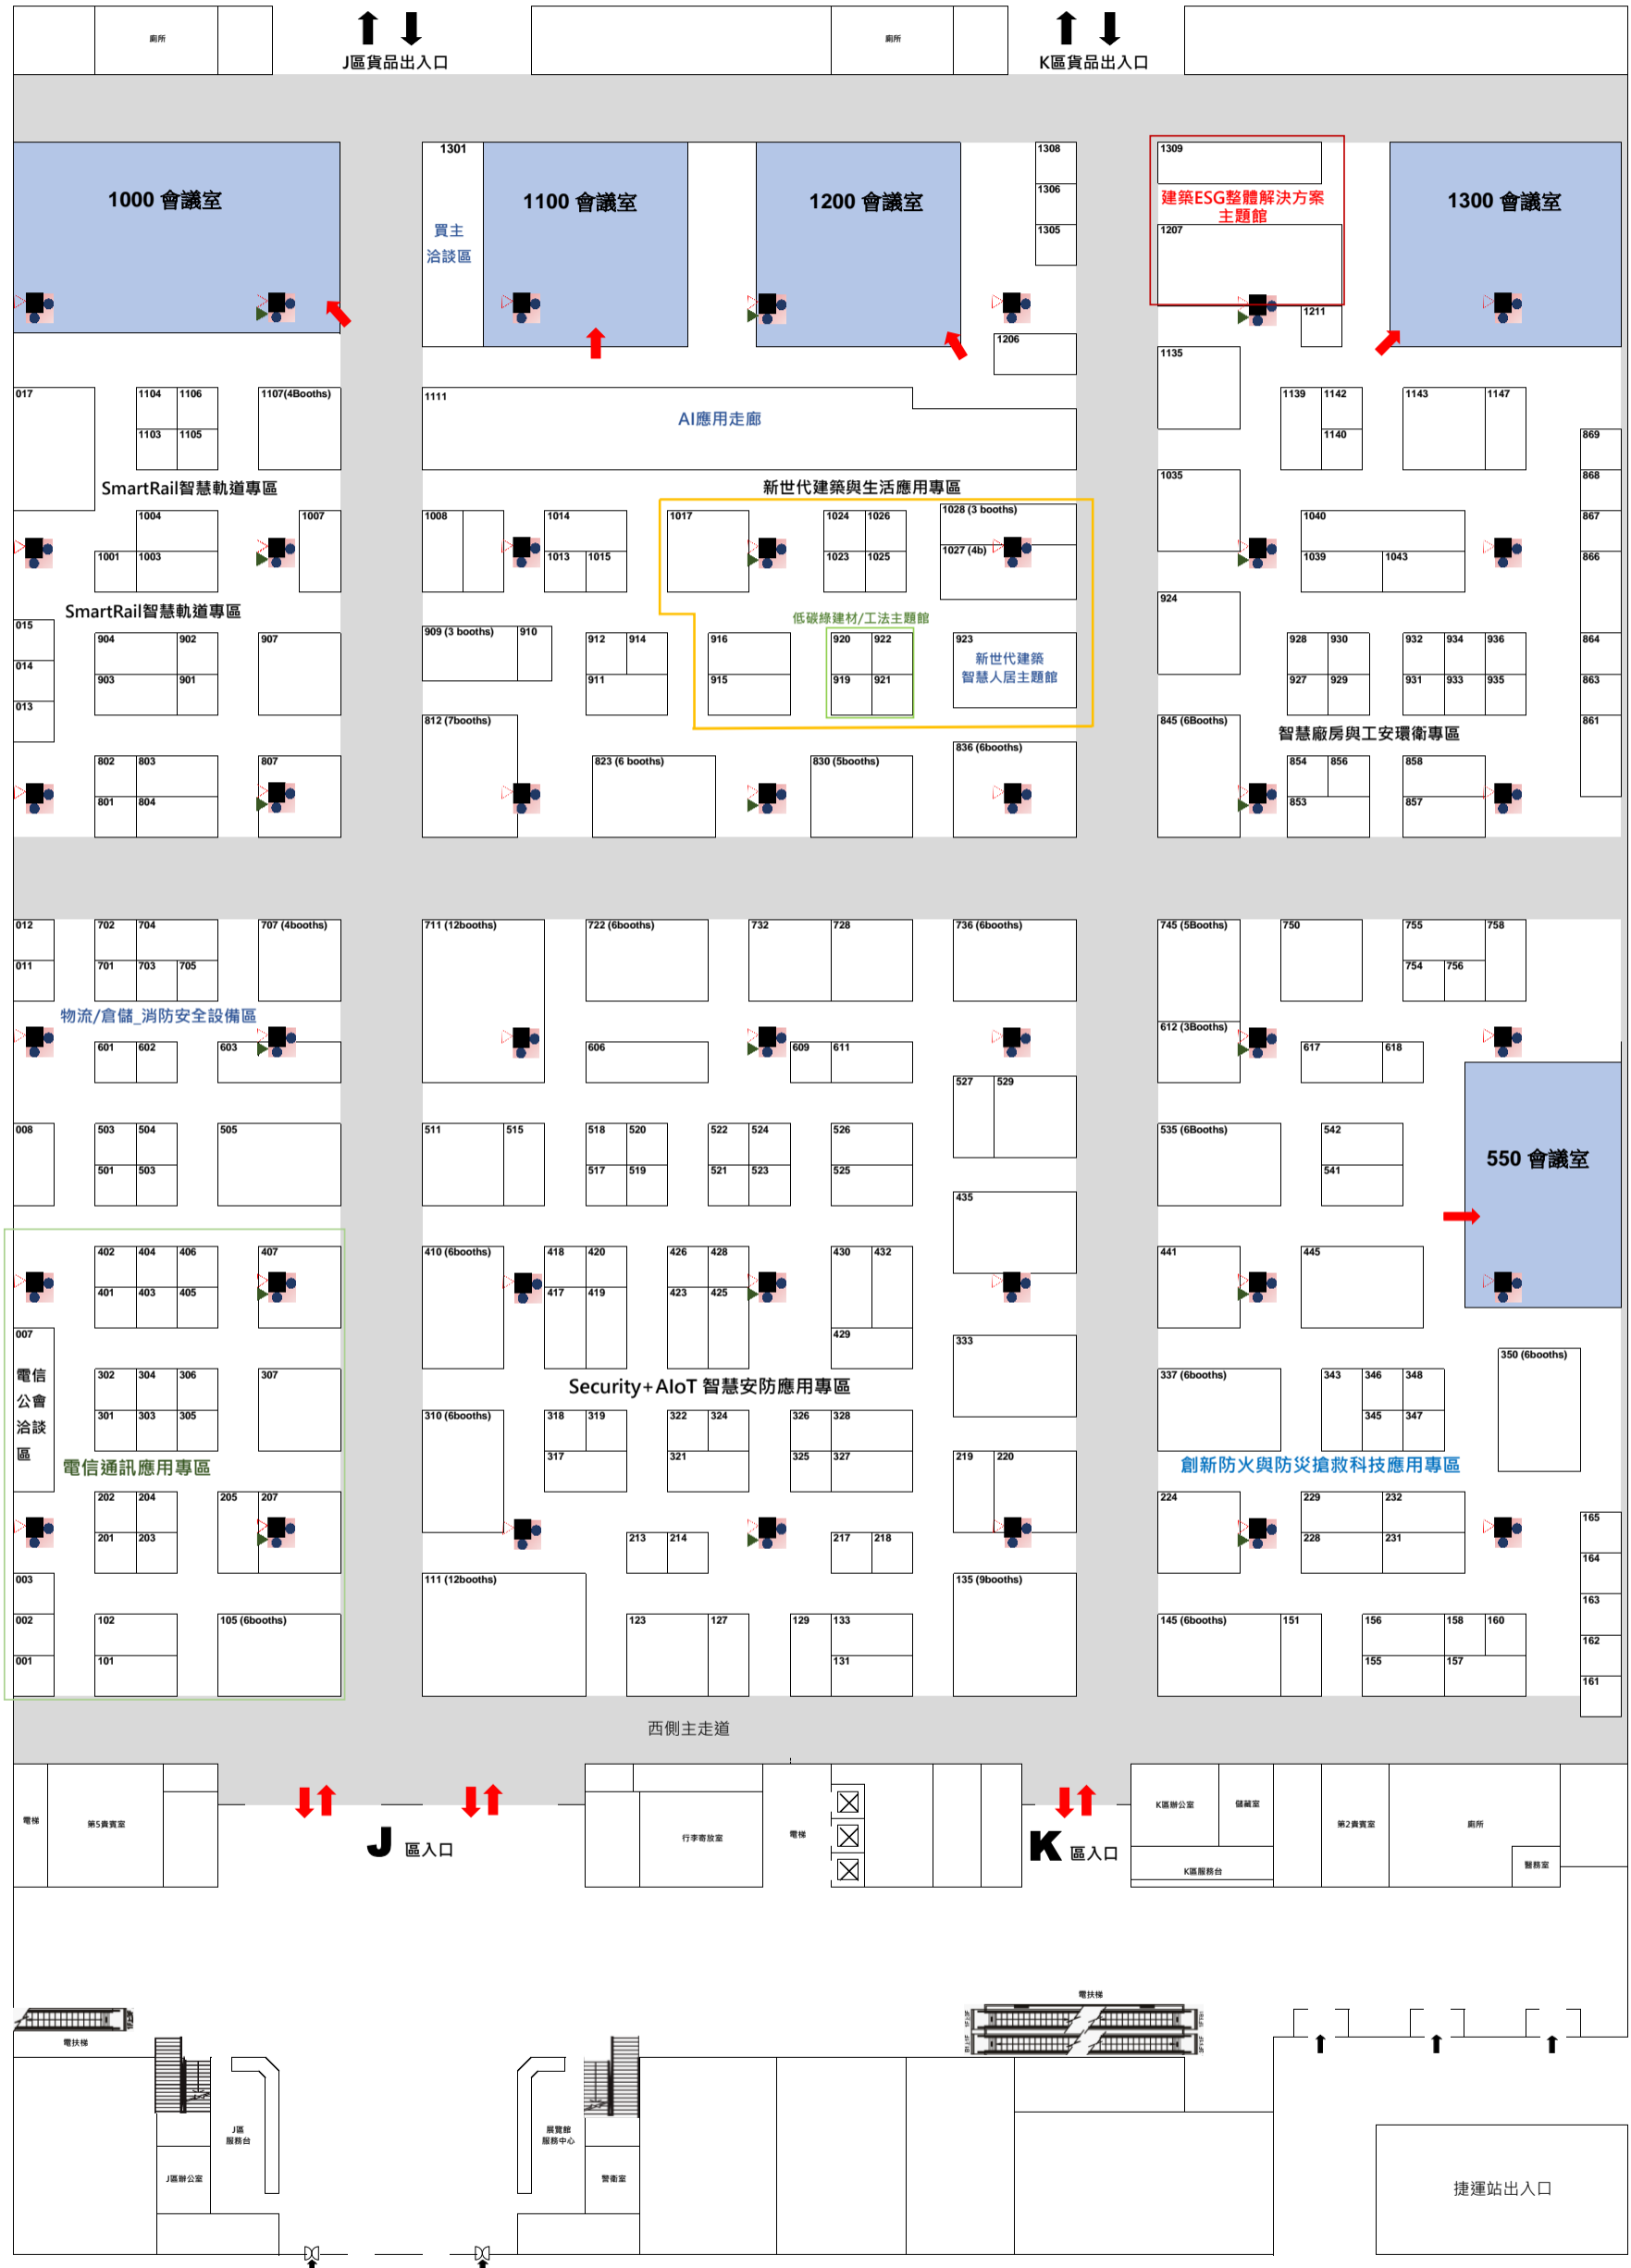 廁所
J區貨品出入口
廁所
K區貨品出入口
1000 會議室
1301
買主
洽談區
1100 會議室
1200 會議室
1308
1306
1305
1206
1309
建築ESG整體解決方案
主題館
1207
1211
1300 會議室
017
1104
1106
1103
1105
1107(4Booths)
1111
AI應用走廊
1135
1139
1142
1140
1143
1147
869
868
867
866
864
863
861
SmartRail智慧軌道專區
新世代建築與生活應用專區
1035
1004
1001
1003
1007
1008
1014
1013
1015
1017
1024
1026
1023
1025
1028 (3 booths)
1027 (4b)
1040
1039
1043
SmartRail智慧軌道專區
低碳綠建材/工法主題館
924
015
014
013
904
902
903
901
907
909 (3 booths)
910
912
914
911
916
915
920
922
919
921
923
新世代建築
智慧人居主題館
928
930
927
929
932
934
936
931
933
935
智慧廠房與工安環衛專區
802
803
801
804
807
812 (7booths)
823 (6 booths)
830 (5booths)
836 (6booths)
845 (6Booths)
854
856
853
858
857
012
011
702
704
701
703
705
707 (4booths)
711 (12booths)
722 (6booths)
732
728
736 (6booths)
745 (5Booths)
750
755
758
754
756
物流/倉儲_消防安全設備區
601
602
603
606
609
611
612 (3Booths)
617
618
527
529
008
503
504
501
503
505
511
515
518
520
517
519
522
524
521
523
526
525
535 (6Booths)
542
541
550 會議室
435
402
404
406
401
403
405
407
410 (6booths)
418
420
417
419
426
428
423
425
430
432
429
441
445
007
電信
公會
洽談
區
302
304
306
301
303
305
307
333
337 (6booths)
343
346
348
345
347
350 (6booths)
Security+AIoT 智慧安防應用專區
310 (6booths)
318
319
317
322
324
321
326
328
325
327
219
220
電信通訊應用專區
創新防火與防災搶救科技應用專區
202
204
201
203
205
207
213
214
217
218
224
229
232
228
231
165
164
163
162
161
003
002
001
102
101
105 (6booths)
111 (12booths)
123
127
129
133
131
135 (9booths)
145 (6booths)
151
156
158
160
155
157
西側主走道
電梯
第5貴賓室
J 區入口
行李寄放室
電梯
K 區入口
K區辦公室
儲藏室
K區服務台
第2貴賓室
廁所
醫務室
電扶梯
電扶梯
J區
服務台
J區辦公室
展覽館
服務中心
警衛室
捷運站出入口